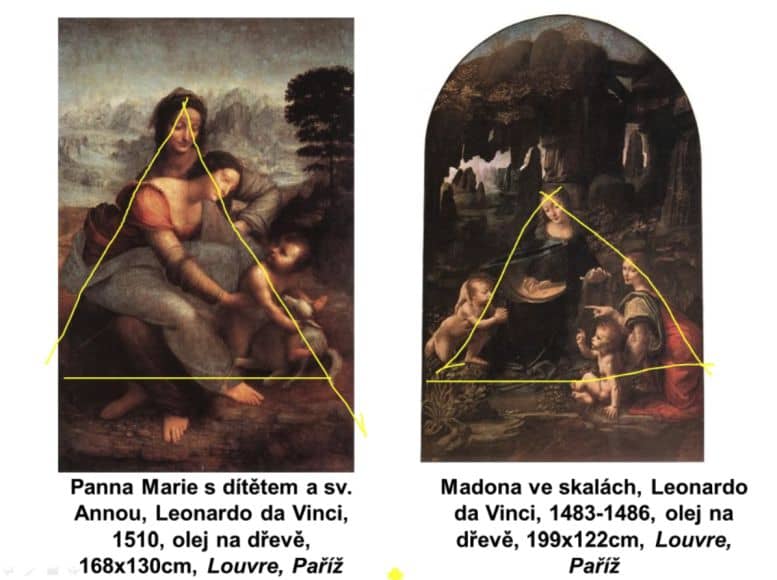 Panna Marie s dítětem a sv.
Annou, Leonardo da Vinci,
1510, olej na dřevě,
168x130cm, Louvre, Paříž
Madona ve skalách, Leonardo
da Vinci, 1483-1486, olej na
dřevě, 199x122cm, Louvre,
Paříž